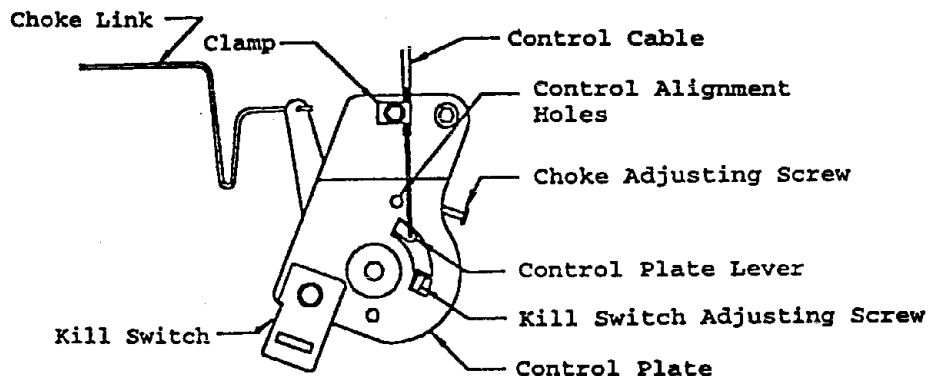 Choke Link
Clamp
Control Cable
Control Alignment
Holes
Choke Adjusting Screw
Control Plate Lever
Kill Switch Adjusting Screw
Kill Switch
Control Plate